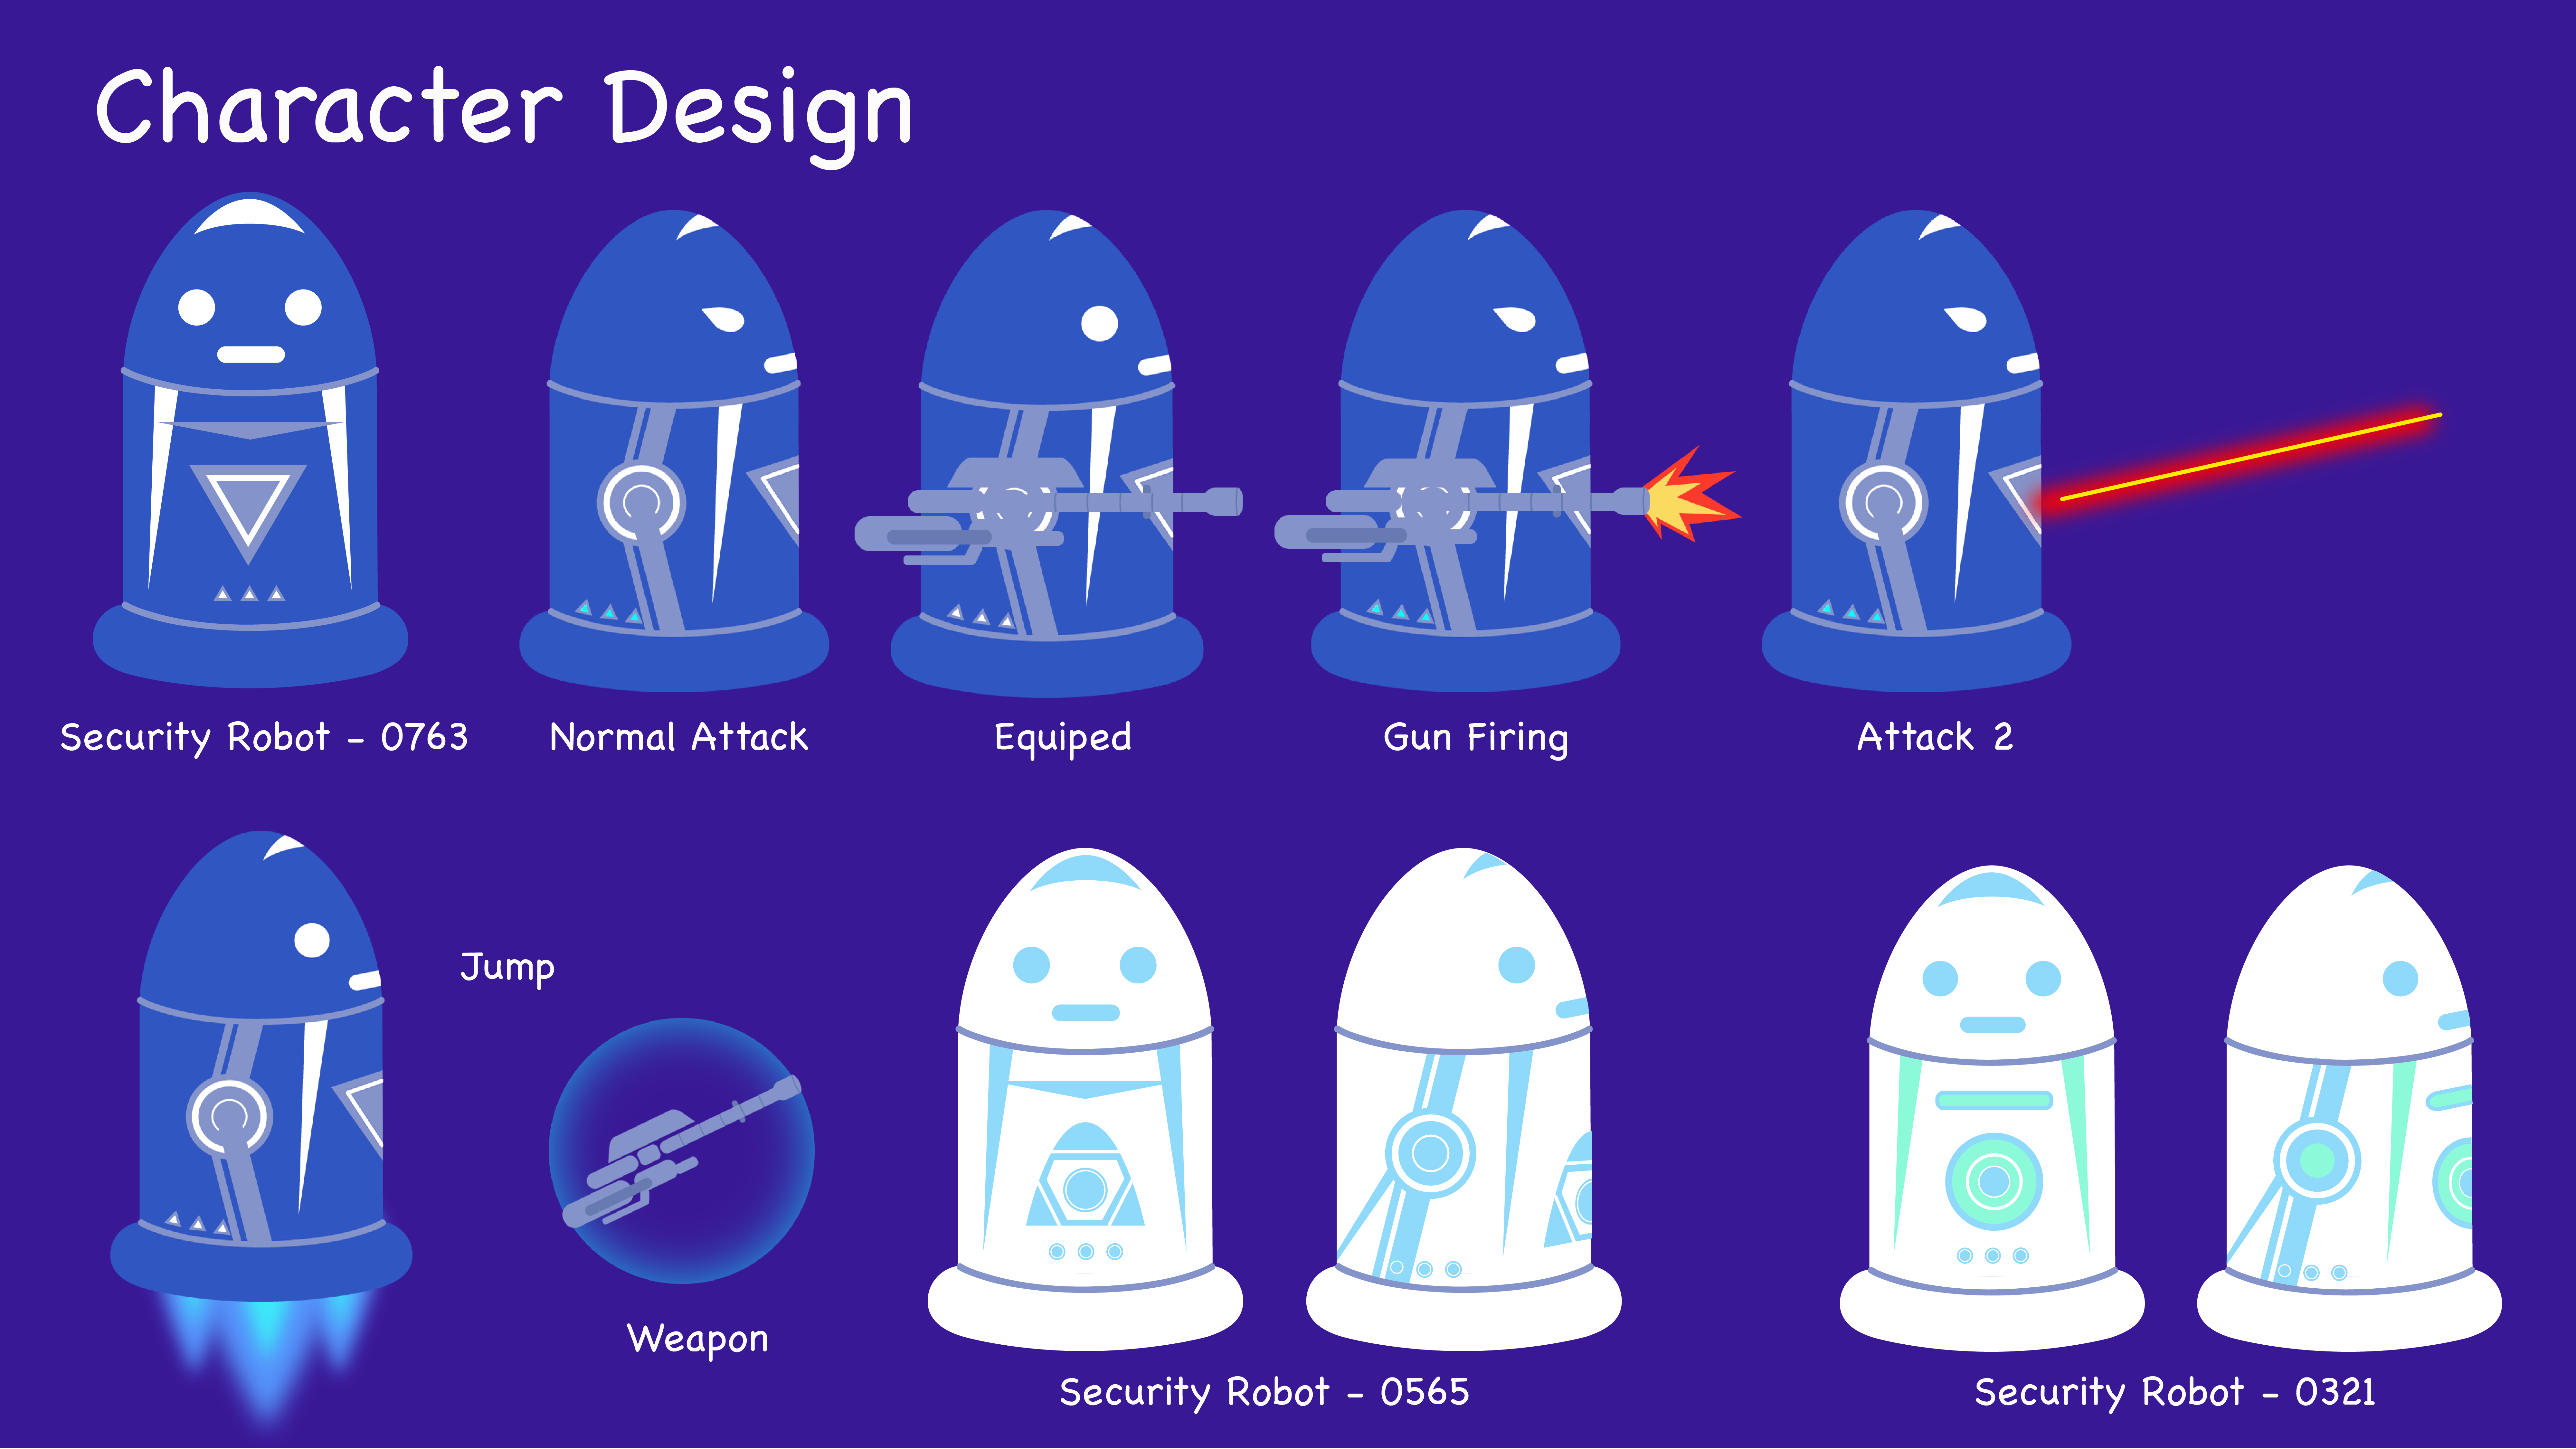 Character Design
Security Robot - 0763
Normal Attack
Equiped
Gun Firing
Attack 2
Jump
Weapon
Security Robot - 0565
Security Robot - 0321